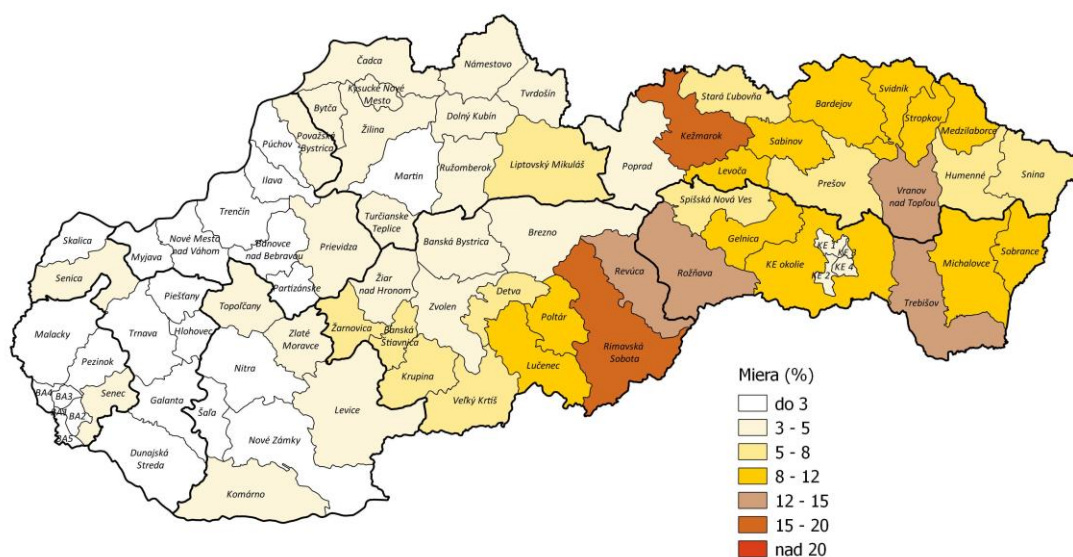 Čadca
Námestovo
Kysucké Nové
Mesto
Tvrdošín
Bytča
Dolný Kubín
Žilina
Považská
Bystrica
Púchov
Ružomberok
Liptovský Mikuláš
Martin
Ilava
Poprad
Kežmarok
Stará Ľubovňa
Bardejov
Svidník
Stropkov
Medzilaborce
Sabinov
Levoča
Prešov
Humenné
Snina
Vranov
nad Topľou
Trenčín
Turčianske
Teplice
Spišská Nová Ves
Skalica
Nové Mesto
nad Váhom
Bánovce
nad Bebravou
Prievidza
Banská Bystrica
Brezno
Gelnica
KE 1
KE 3
KE okolie
KE 2
KE 4
Michalovce
Sobrance
Myjava
Senica
Partizánske
Žiar
nad Hronom
Revúca
Rožňava
Piešťany
Topoľčany
Detva
Zvolen
Trebišov
Malacky
Trnava
Hlohovec
Zlaté
Moravce
Žarnovica
Banská
Štiavnica
Poltár
Rimavská
Sobota
Pezinok
Nitra
Krupina
Lučenec
BA4
BA3
Senec
Galanta
Šaľa
Levice
Veľký Krtíš
BA1
BA2
BA5
Nové Zámky
Dunajská
Streda
Komárno
Miera (%)
do 3
3 - 5
5 - 8
8 - 12
12 - 15
15 - 20
nad 20